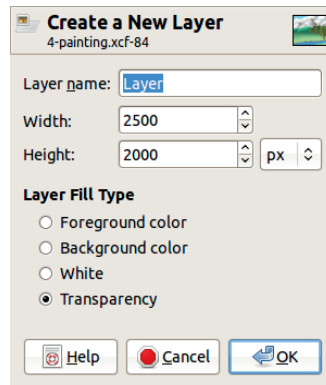 Create a New Layer
4-painting.xcf-84
Layer name: Layer
Width: 2500
Height: 2000 px
Layer Fill Type
Foreground color
Background color
White
Transparency
Help Cancel OK